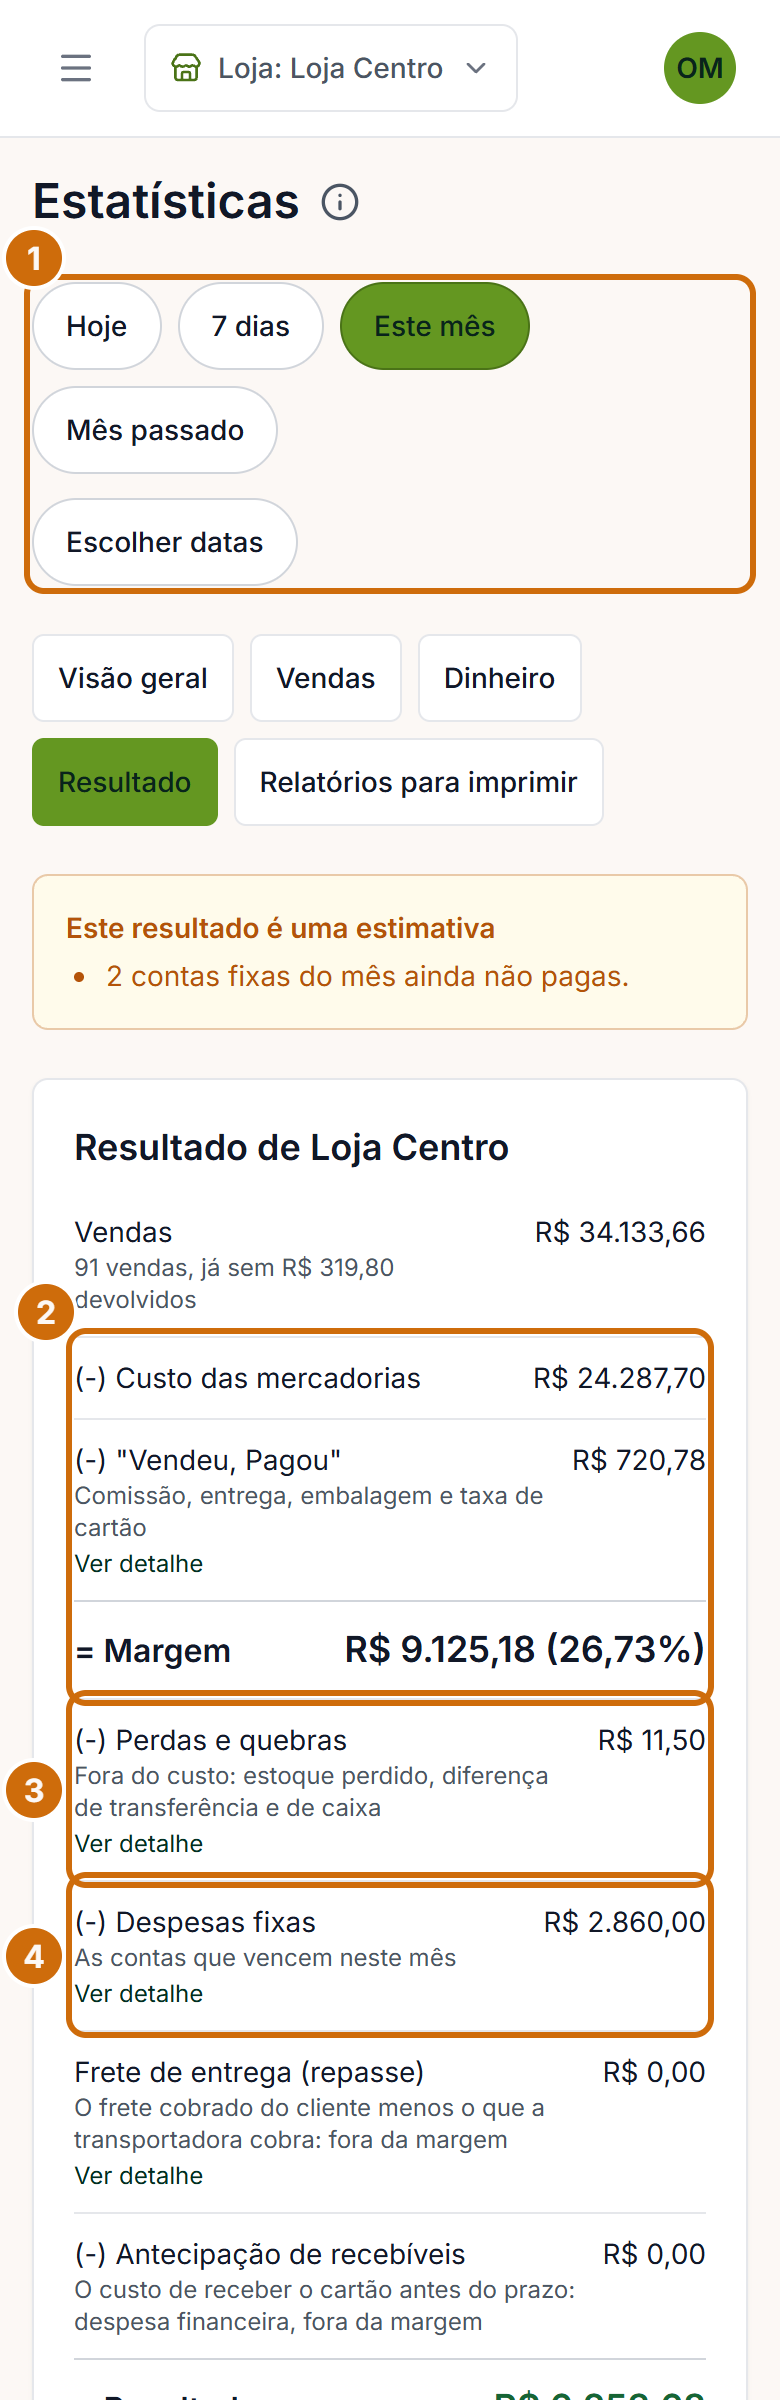 Loja: Loja Centro
OM
Estatísticas
1
Hoje
7 dias
Este mês
Mês passado
Escolher datas
Visão geral
Vendas
Dinheiro
Resultado
Relatórios para imprimir
Este resultado é uma estimativa
• 2 contas fixas do mês ainda não pagas.
Resultado de Loja Centro
Vendas R$ 34.133,66
91 vendas, já sem R$ 319,80
devolvidos
2
(-) Custo das mercadorias R$ 24.287,70
(-) "Vendeu, Pagou" R$ 720,78
Comissão, entrega, embalagem e taxa de
cartão
Ver detalhe
= Margem R$ 9.125,18 (26,73%)
(-) Perdas e quebras R$ 11,50
3
Fora do custo: estoque perdido, diferença
de transferência e de caixa
Ver detalhe
(-) Despesas fixas R$ 2.860,00
4
As contas que vencem neste mês
Ver detalhe
Frete de entrega (repasse) R$ 0,00
O frete cobrado do cliente menos o que a
transportadora cobra: fora da margem
Ver detalhe
(-) Antecipação de recebíveis R$ 0,00
O custo de receber o cartão antes do prazo:
despesa financeira, fora da margem